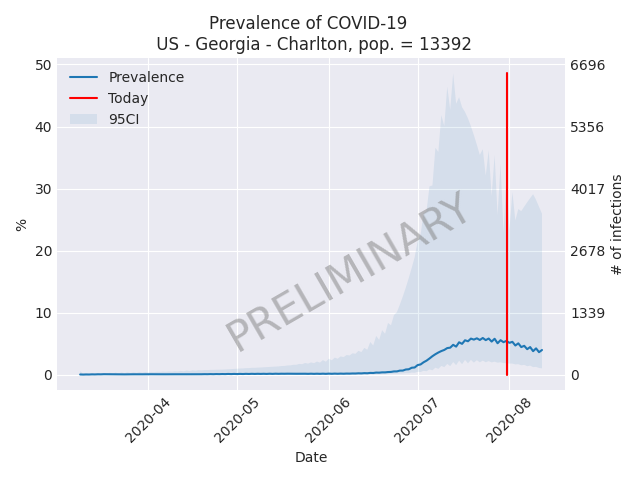 Prevalence of COVID-19
US - Georgia - Charlton, pop. = 13392
Prevalence
Today
95CI
PRELIMINARY
50
40
30
20
10
0
%
6696
5356
4017
2678
1339
0
# of infections
2020-04
2020-05
2020-06
2020-07
2020-08
Date